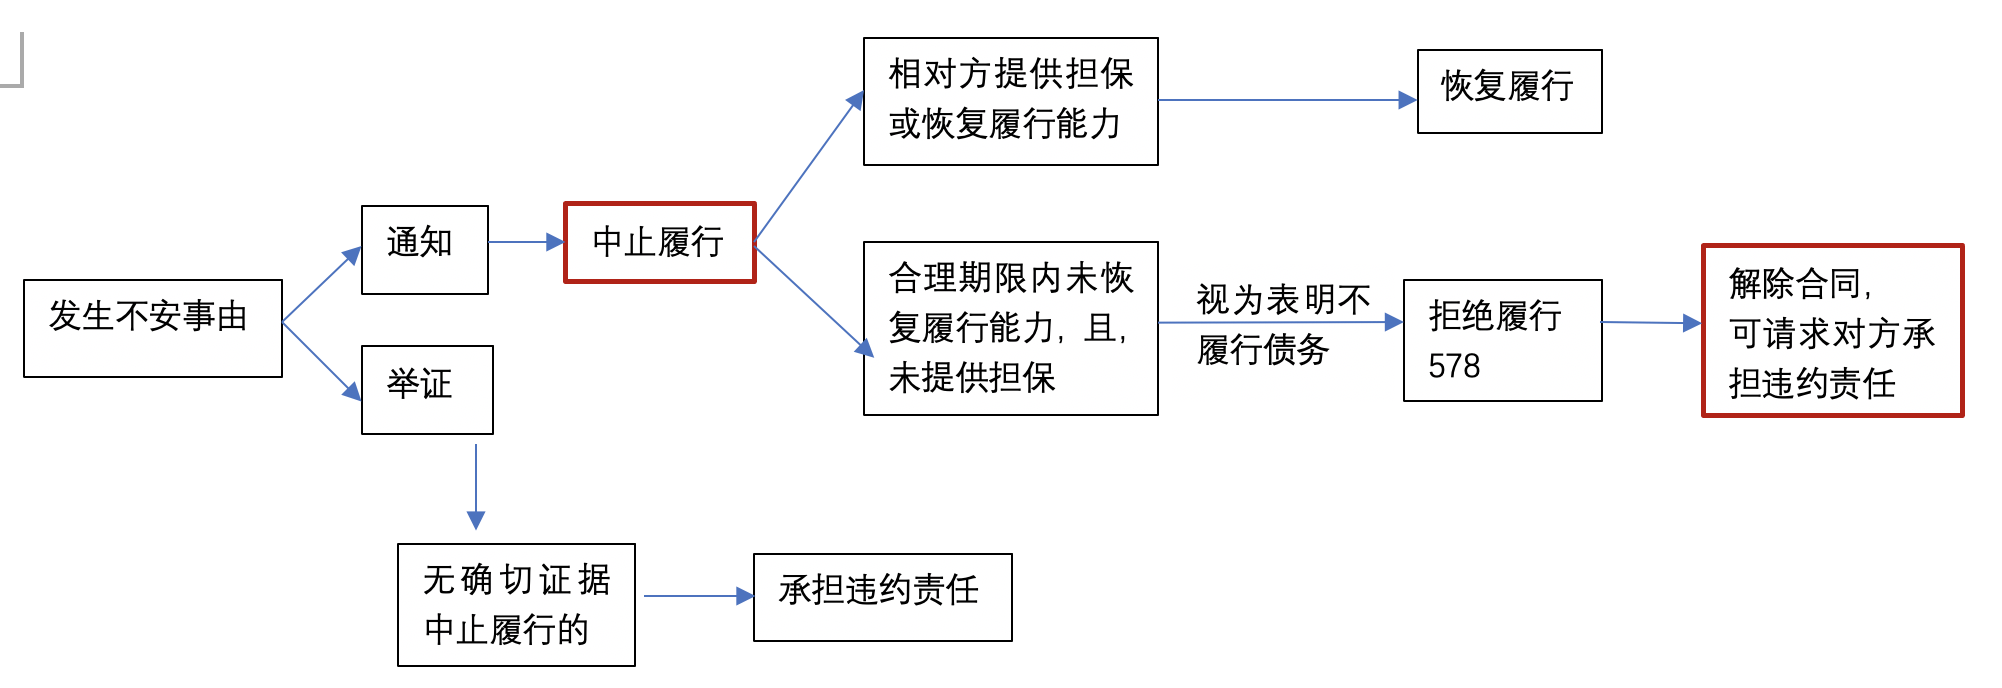 相对方提供担保
或恢复履行能力
恢复履行
通知
中止履行
发生不安事由
举证
合理期限内未恢
复履行能力，且，
未提供担保
视为表明不
履行债务
拒绝履行
578
解除合同，
可请求对方承
担违约责任
无确切证据
中止履行的
承担违约责任